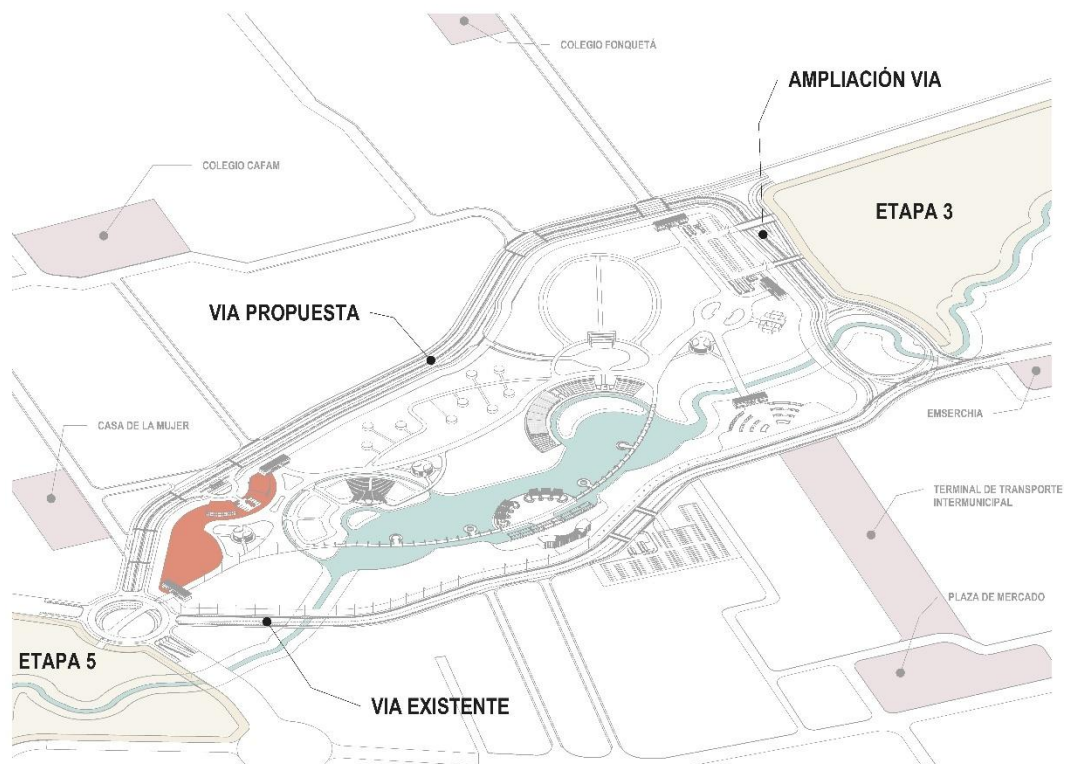 COLEGIO FONQUETÁ
AMPLIACIÓN VIA
COLEGIO CAFAM
ETAPA 3
VIA PROPUESTA
EMSERCHIA
CASA DE LA MUJER
TERMINAL DE TRANSPORTE
INTERMUNICIPAL
PLAZA DE MERCADO
ETAPA 5
VIA EXISTENTE